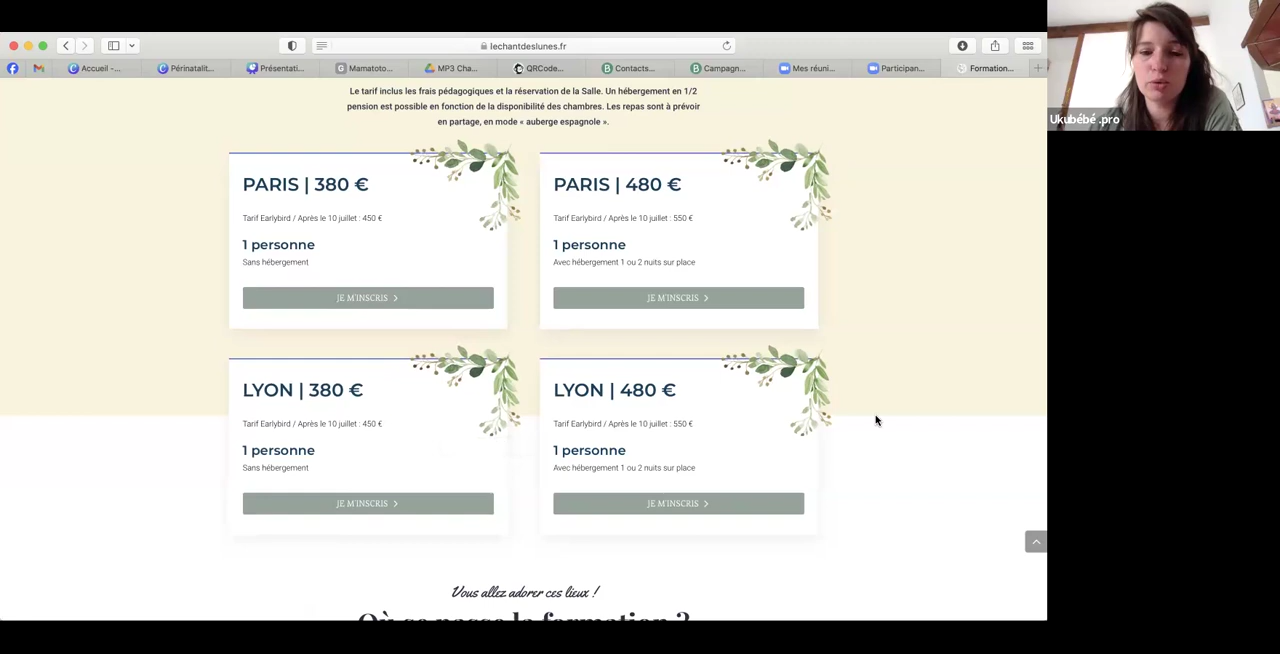 lechantdeslunes.fr
Accueil -...
Périnatalit...
Présentati...
Mamatoto...
MP3 Cha...
QRCode...
Contacts...
Campagn...
Mes réuni...
Participan...
Formation...
Ukubébé .pro
Le tarif inclus les frais pédagogiques et la réservation de la Salle. Un hébergement en 1/2
pension est possible en fonction de la disponibilité des chambres. Les repas sont à prévoir
en partage, en mode « auberge espagnole ».
PARIS | 380 €
Tarif Earlybird / Après le 10 juillet : 450 €
1 personne
Sans hébergement
JE M'INSCRIS
PARIS | 480 €
Tarif Earlybird / Après le 10 juillet : 550 €
1 personne
Avec hébergement 1 ou 2 nuits sur place
JE M'INSCRIS
LYON | 380 €
Tarif Earlybird / Après le 10 juillet : 450 €
1 personne
Sans hébergement
JE M'INSCRIS
LYON | 480 €
Tarif Earlybird / Après le 10 juillet : 550 €
1 personne
Avec hébergement 1 ou 2 nuits sur place
JE M'INSCRIS
Vous allez adorer ces lieux !
Où se passe la formation ?